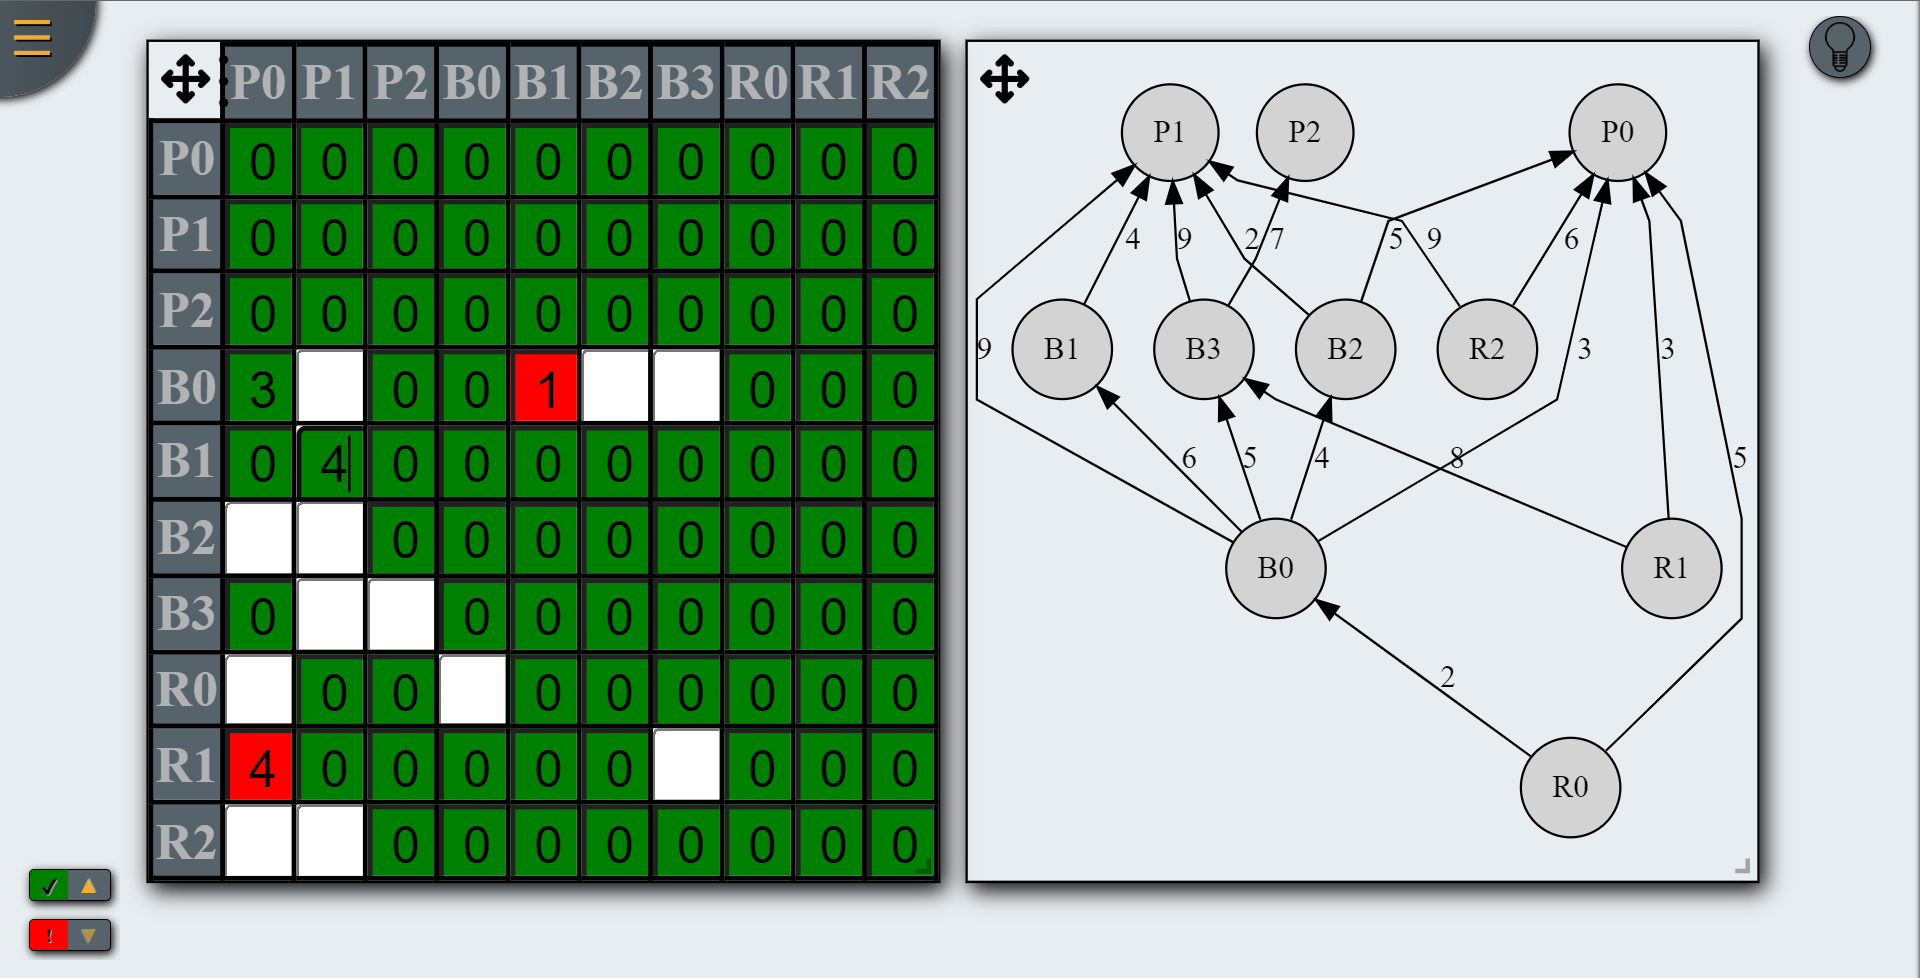 P0 P1 P2 B0 B1 B2 B3 R0 R1 R2
P0 0 0 0 0 0 0 0 0 0 0
P1 0 0 0 0 0 0 0 0 0 0
P2 0 0 0 0 0 0 0 0 0 0
B0 3 0 0 1 0 0 0
B1 0 4 0 0 0 0 0 0 0 0
B2 0 0 0 0 0 0 0 0
B3 0 0 0 0 0 0 0 0
R0 0 0 0 0 0 0 0 0
R1 4 0 0 0 0 0 0 0 0
R2 0 0 0 0 0 0 0 0
!
P1 P2 P0
4 9 2 7 5 9 6
9 B1 B3 B2 R2 3 3
6 5 4 8 5
B0 R1
2
R0